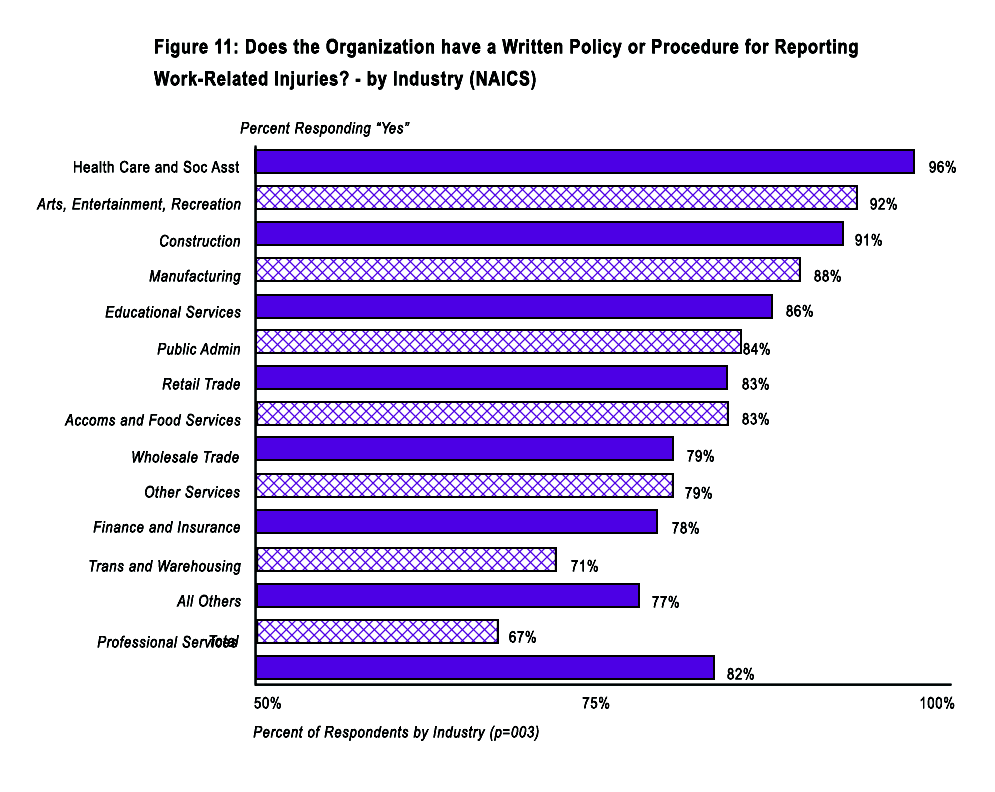 Figure 11: Does the Organization have a Written Policy or Procedure for Reporting
Work-Related Injuries? - by Industry (NAICS)
Percent Responding “Yes”
Health Care and Soc Asst 96%
Arts, Entertainment, Recreation 92%
Construction 91%
Manufacturing 88%
Educational Services 86%
Public Admin 84%
Retail Trade 83%
Accoms and Food Services 83%
Wholesale Trade 79%
Other Services 79%
Finance and Insurance 78%
Trans and Warehousing 71%
All Others 77%
Professional Services 67%
Total 82%
50% 75% 100%
Percent of Respondents by Industry (p=003)